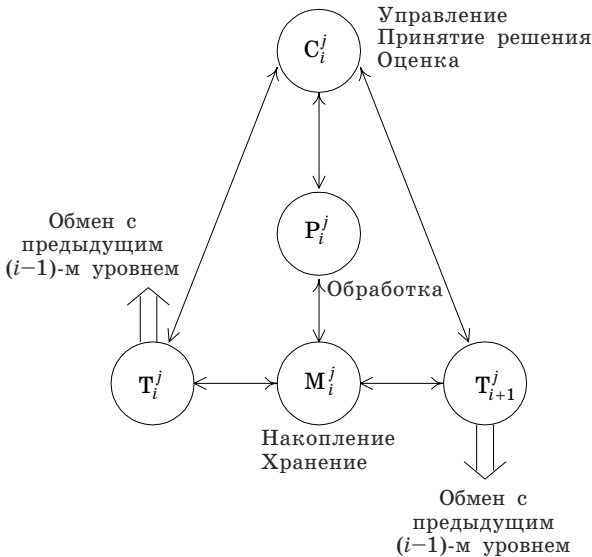 Управление
Принятие решения
Оценка
C_i^j
P_i^j
Обмен с
предыдущим
(i−1)-м уровнем
Обработка
T_i^j
M_i^j
T_{i+1}^j
Накопление
Хранение
Обмен с
предыдущим
(i−1)-м уровнем